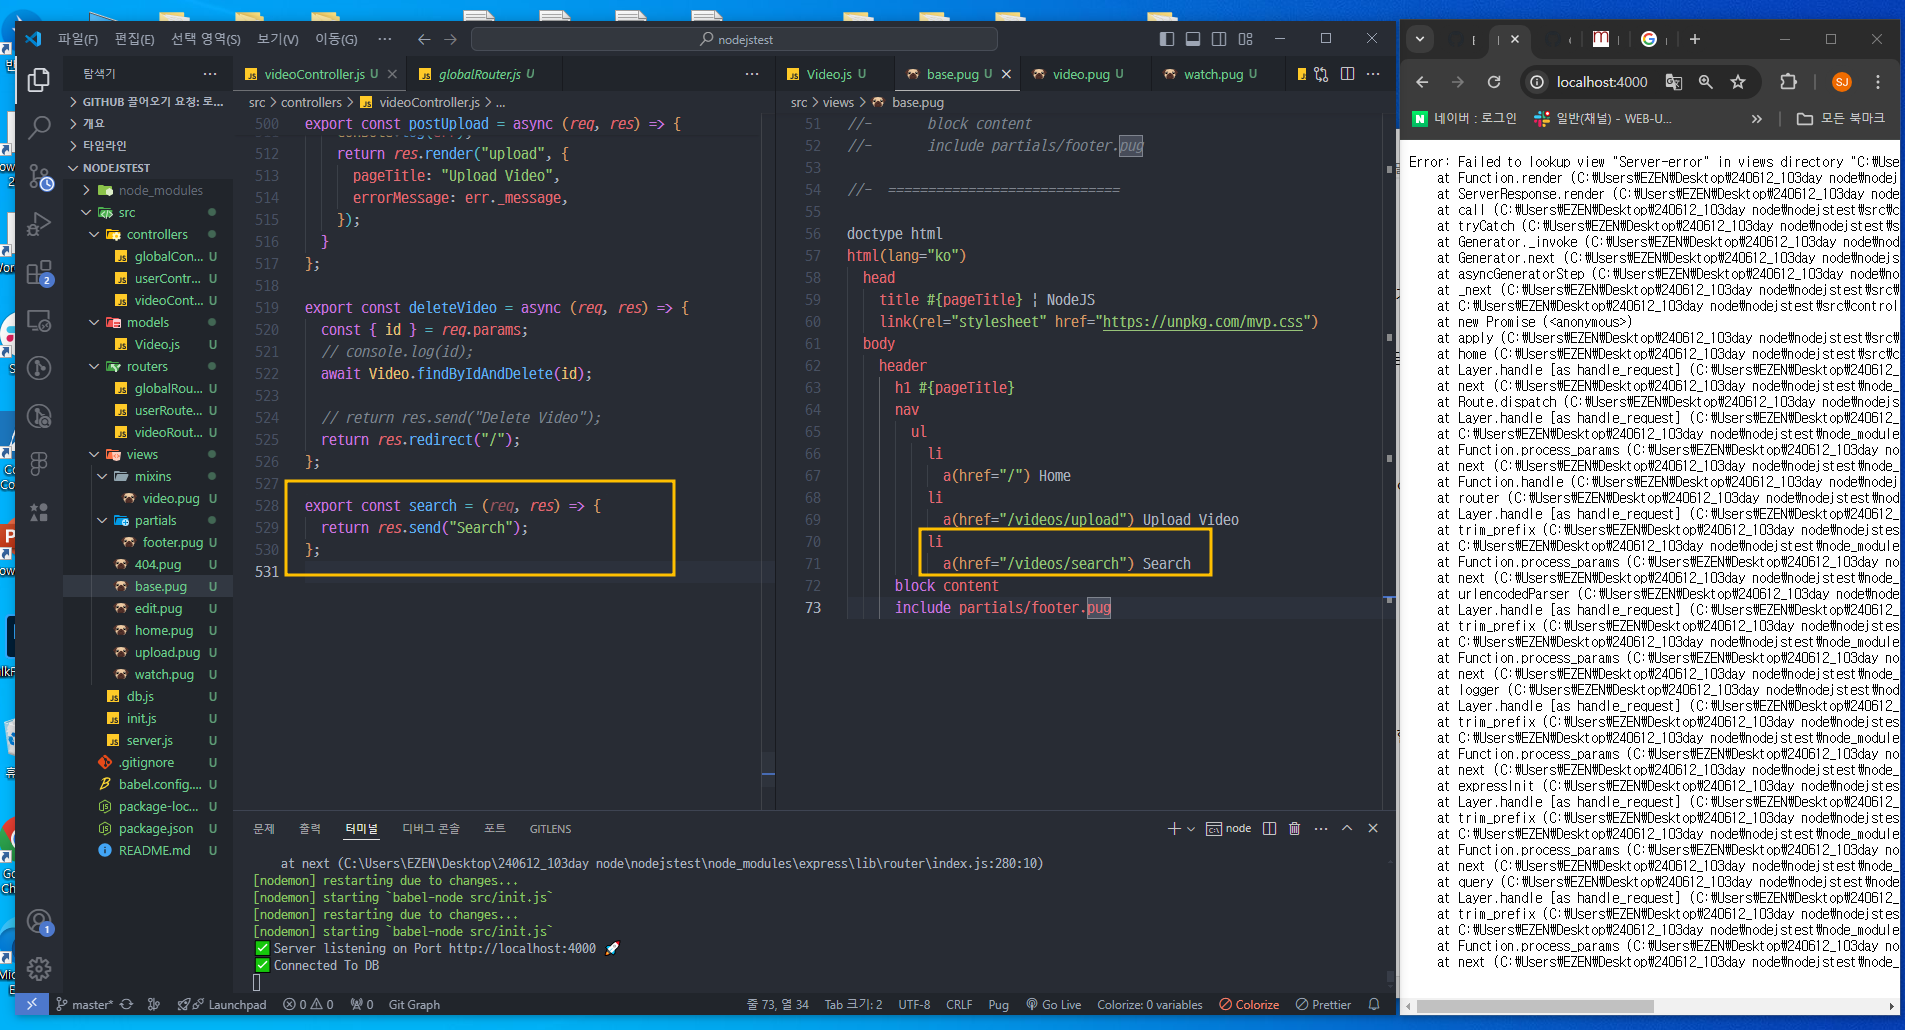 파일(F) 편집(E) 선택 영역(S) 보기(V) 이동(G) ··· nodejstest
탐색기
GITHUB 끌어오기 요청: 로...
개요
타임라인
NODEJSTEST
node_modules
src
controllers
globalCon... U
userContr... U
videoCont... U
models
Video.js U
routers
globalRou... U
userRoute... U
videoRout... U
views
mixins
video.pug U
partials
footer.pug U
404.pug U
base.pug U
edit.pug U
home.pug U
upload.pug U
watch.pug U
db.js U
init.js U
server.js U
.gitignore U
babel.config.... U
package-loc... U
package.json U
README.md U
videoController.js U globalRouter.js U
src > controllers > videoController.js > ...
500 export const postUpload = async (req, res) => {
512 return res.render("upload", {
513 pageTitle: "Upload Video",
514 errorMessage: err._message,
515 });
516 }
517 };
518
519 export const deleteVideo = async (req, res) => {
520 const { id } = req.params;
521 // console.log(id);
522 await Video.findByIdAndDelete(id);
523
524 // return res.send("Delete Video");
525 return res.redirect("/");
526 };
527
528 export const search = (req, res) => {
529 return res.send("Search");
530 };
531
Video.js U base.pug U video.pug U watch.pug U
src > views > base.pug
51 //- block content
52 //- include partials/footer.pug
53
54 //- =============================
55
56 doctype html
57 html(lang="ko")
58 head
59 title #{pageTitle} | NodeJS
60 link(rel="stylesheet" href="https://unpkg.com/mvp.css")
61 body
62 header
63 h1 #{pageTitle}
64 nav
65 ul
66 li
67 a(href="/") Home
68 li
69 a(href="/videos/upload") Upload Video
70 li
71 a(href="/videos/search") Search
72 block content
73 include partials/footer.pug
문제 출력 터미널 디버그 콘솔 포트 GITLENS node
at next (C:\Users\EZEN\Desktop\240612_103day node\nodejstest\node_modules\express\lib\router\index.js:280:10)
[nodemon] restarting due to changes...
[nodemon] starting `babel-node src/init.js`
[nodemon] restarting due to changes...
[nodemon] starting `babel-node src/init.js`
✅ Server listening on Port http://localhost:4000 🚀
✅ Connected To DB
master* Launchpad 0 0 0 Git Graph 줄 73, 열 34 Tab 크기: 2 UTF-8 CRLF Pug Go Live Colorize: 0 variables Colorize Prettier
localhost:4000 SJ
네이버 : 로그인 일반(채널) - WEB-U... » 모든 북마크
Error: Failed to lookup view "Server-error" in views directory "C:₩Use
at Function.render (C:₩Users₩EZEN₩Desktop₩240612_103day node₩nodejs
at ServerResponse.render (C:₩Users₩EZEN₩Desktop₩240612_103day node₩
at call (C:₩Users₩EZEN₩Desktop₩240612_103day node₩nodejstest₩src₩c
at tryCatch (C:₩Users₩EZEN₩Desktop₩240612_103day node₩nodejstest₩s
at Generator._invoke (C:₩Users₩EZEN₩Desktop₩240612_103day node₩nod
at Generator.next (C:₩Users₩EZEN₩Desktop₩240612_103day node₩nodejs
at asyncGeneratorStep (C:₩Users₩EZEN₩Desktop₩240612_103day node₩no
at _next (C:₩Users₩EZEN₩Desktop₩240612_103day node₩nodejstest₩src₩
at C:₩Users₩EZEN₩Desktop₩240612_103day node₩nodejstest₩src₩control
at new Promise (<anonymous>)
at apply (C:₩Users₩EZEN₩Desktop₩240612_103day node₩nodejstest₩src₩
at home (C:₩Users₩EZEN₩Desktop₩240612_103day node₩nodejstest₩src₩c
at Layer.handle [as handle_request] (C:₩Users₩EZEN₩Desktop₩240612_
at next (C:₩Users₩EZEN₩Desktop₩240612_103day node₩nodejstest₩node_
at Route.dispatch (C:₩Users₩EZEN₩Desktop₩240612_103day node₩nodejs
at Layer.handle [as handle_request] (C:₩Users₩EZEN₩Desktop₩240612_
at C:₩Users₩EZEN₩Desktop₩240612_103day node₩nodejstest₩node_module
at Function.process_params (C:₩Users₩EZEN₩Desktop₩240612_103day no
at next (C:₩Users₩EZEN₩Desktop₩240612_103day node₩nodejstest₩node_
at Function.handle (C:₩Users₩EZEN₩Desktop₩240612_103day node₩nodej
at router (C:₩Users₩EZEN₩Desktop₩240612_103day node₩nodejstest₩nod
at Layer.handle [as handle_request] (C:₩Users₩EZEN₩Desktop₩240612_
at trim_prefix (C:₩Users₩EZEN₩Desktop₩240612_103day node₩nodejstes
at C:₩Users₩EZEN₩Desktop₩240612_103day node₩nodejstest₩node_module
at Function.process_params (C:₩Users₩EZEN₩Desktop₩240612_103day no
at next (C:₩Users₩EZEN₩Desktop₩240612_103day node₩nodejstest₩node_
at urlencodedParser (C:₩Users₩EZEN₩Desktop₩240612_103day node₩node
at Layer.handle [as handle_request] (C:₩Users₩EZEN₩Desktop₩240612_
at trim_prefix (C:₩Users₩EZEN₩Desktop₩240612_103day node₩nodejstes
at C:₩Users₩EZEN₩Desktop₩240612_103day node₩nodejstest₩node_module
at Function.process_params (C:₩Users₩EZEN₩Desktop₩240612_103day no
at next (C:₩Users₩EZEN₩Desktop₩240612_103day node₩nodejstest₩node_
at logger (C:₩Users₩EZEN₩Desktop₩240612_103day node₩nodejstest₩nod
at Layer.handle [as handle_request] (C:₩Users₩EZEN₩Desktop₩240612_
at trim_prefix (C:₩Users₩EZEN₩Desktop₩240612_103day node₩nodejstes
at C:₩Users₩EZEN₩Desktop₩240612_103day node₩nodejstest₩node_module
at Function.process_params (C:₩Users₩EZEN₩Desktop₩240612_103day no
at next (C:₩Users₩EZEN₩Desktop₩240612_103day node₩nodejstest₩node_
at expressInit (C:₩Users₩EZEN₩Desktop₩240612_103day node₩nodejstes
at Layer.handle [as handle_request] (C:₩Users₩EZEN₩Desktop₩240612_
at trim_prefix (C:₩Users₩EZEN₩Desktop₩240612_103day node₩nodejstes
at C:₩Users₩EZEN₩Desktop₩240612_103day node₩nodejstest₩node_module
at Function.process_params (C:₩Users₩EZEN₩Desktop₩240612_103day no
at next (C:₩Users₩EZEN₩Desktop₩240612_103day node₩nodejstest₩node_
at query (C:₩Users₩EZEN₩Desktop₩240612_103day node₩nodejstest₩node
at Layer.handle [as handle_request] (C:₩Users₩EZEN₩Desktop₩240612_
at trim_prefix (C:₩Users₩EZEN₩Desktop₩240612_103day node₩nodejstes
at C:₩Users₩EZEN₩Desktop₩240612_103day node₩nodejstest₩node_module
at Function.process_params (C:₩Users₩EZEN₩Desktop₩240612_103day no
at next (C:₩Users₩EZEN₩Desktop₩240612_103day node₩nodejstest₩node_